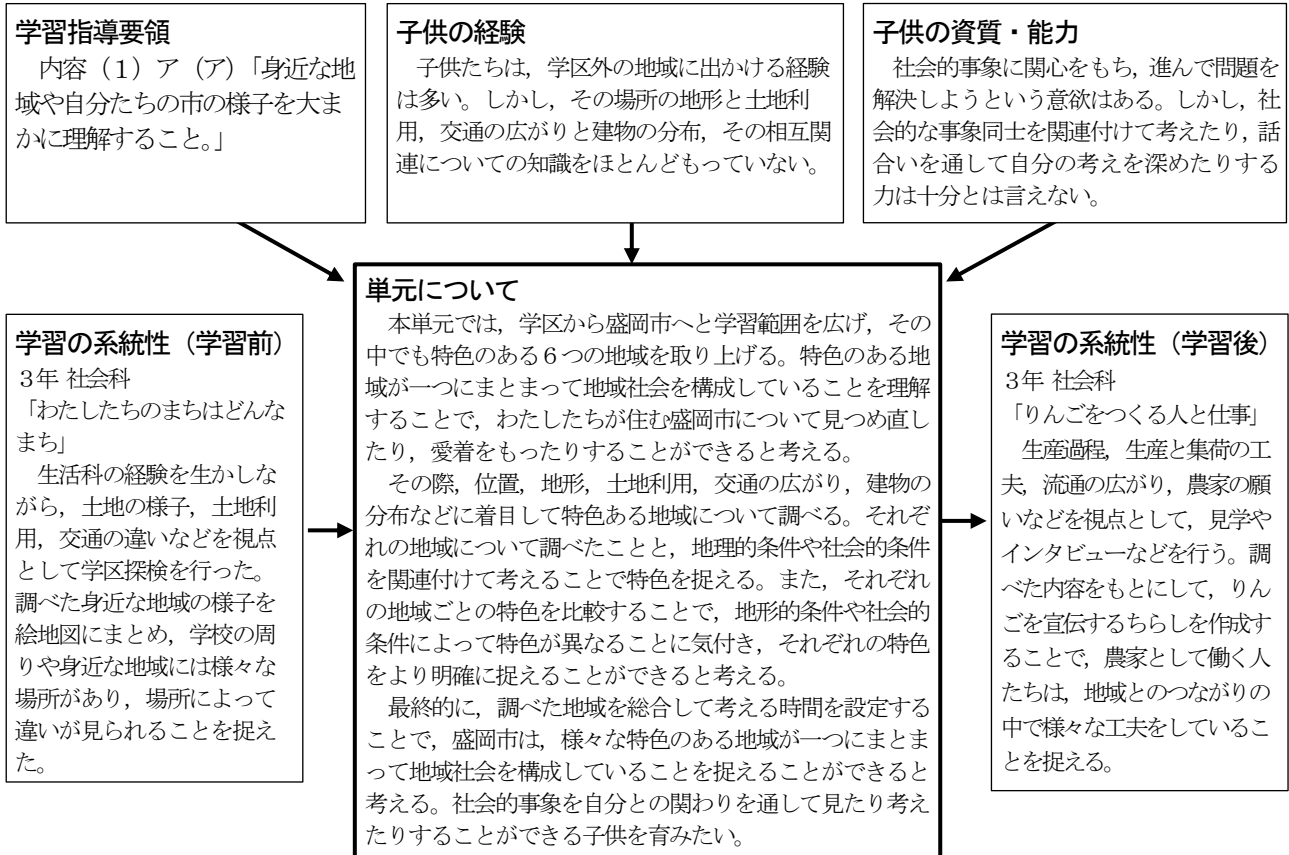 学習指導要領
内容（１）ア（ア）「身近な地
域や自分たちの市の様子を大ま
かに理解すること。」
子供の経験
子供たちは，学区外の地域に出かける経験
は多い。しかし，その場所の地形と土地利
用，交通の広がりと建物の分布，その相互関
連についての知識をほとんどもっていない。
子供の資質・能力
社会的事象に関心をもち，進んで問題を
解決しようという意欲はある。しかし，社
会的な事象同士を関連付けて考えたり，話
合いを通して自分の考えを深めたりする
力は十分とは言えない。
学習の系統性（学習前）
３年 社会科
「わたしたちのまちはどんな
まち」
生活科の経験を生かしな
がら，土地の様子，土地利
用，交通の違いなどを視点
として学区探検を行った。
調べた身近な地域の様子を
絵地図にまとめ，学校の周
りや身近な地域には様々な
場所があり，場所によって
違いが見られることを捉え
た。
単元について
本単元では，学区から盛岡市へと学習範囲を広げ，その
中でも特色のある６つの地域を取り上げる。特色のある地
域が一つにまとまって地域社会を構成していることを理解
することで，わたしたちが住む盛岡市について見つめ直し
たり，愛着をもったりすることができると考える。
その際，位置，地形，土地利用，交通の広がり，建物の
分布などに着目して特色ある地域について調べる。それぞ
れの地域について調べたことと，地理的条件や社会的条件
を関連付けて考えることで特色を捉える。また，それぞれ
の地域ごとの特色を比較することで，地形的条件や社会的
条件によって特色が異なることに気付き，それぞれの特色
をより明確に捉えることができると考える。
最終的に，調べた地域を総合して考える時間を設定する
ことで，盛岡市は，様々な特色のある地域が一つにまとま
って地域社会を構成していることを捉えることができると
考える。社会的事象を自分との関わりを通して見たり考え
たりすることができる子供を育みたい。
学習の系統性（学習後）
３年 社会科
「りんごをつくる人と仕事」
生産過程，生産と集荷の工
夫，流通の広がり，農家の願
いなどを視点として，見学や
インタビューなどを行う。調
べた内容をもとにして，りん
ごを宣伝するちらしを作成す
ることで，農家として働く人
たちは，地域とのつながりの
中で様々な工夫をしているこ
とを捉える。